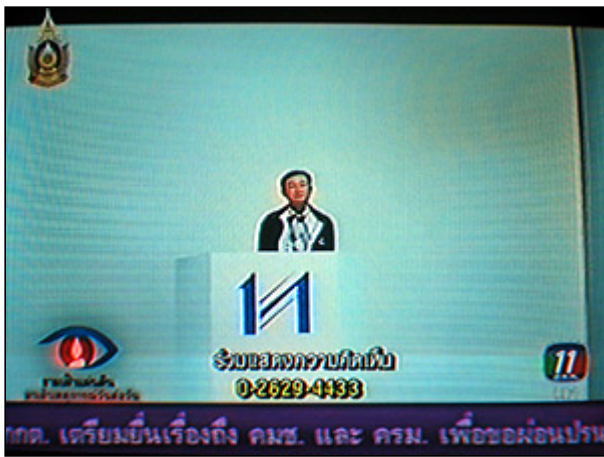 ท
ร่วมแสดงความคิดเห็น
0-2629-4433
11
กกต. เตรียมยื่นเรื่องถึง คมช. และ ครม. เพื่อขอผ่อนปรน